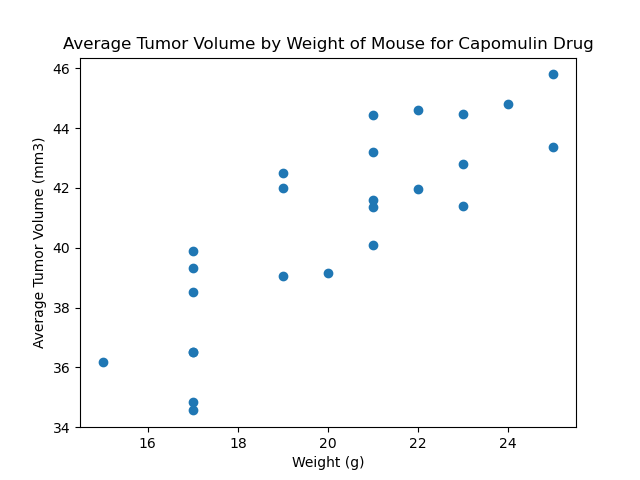 Average Tumor Volume by Weight of Mouse for Capomulin Drug
46
44
42
40
38
36
34
Average Tumor Volume (mm3)
16 18 20 22 24
Weight (g)